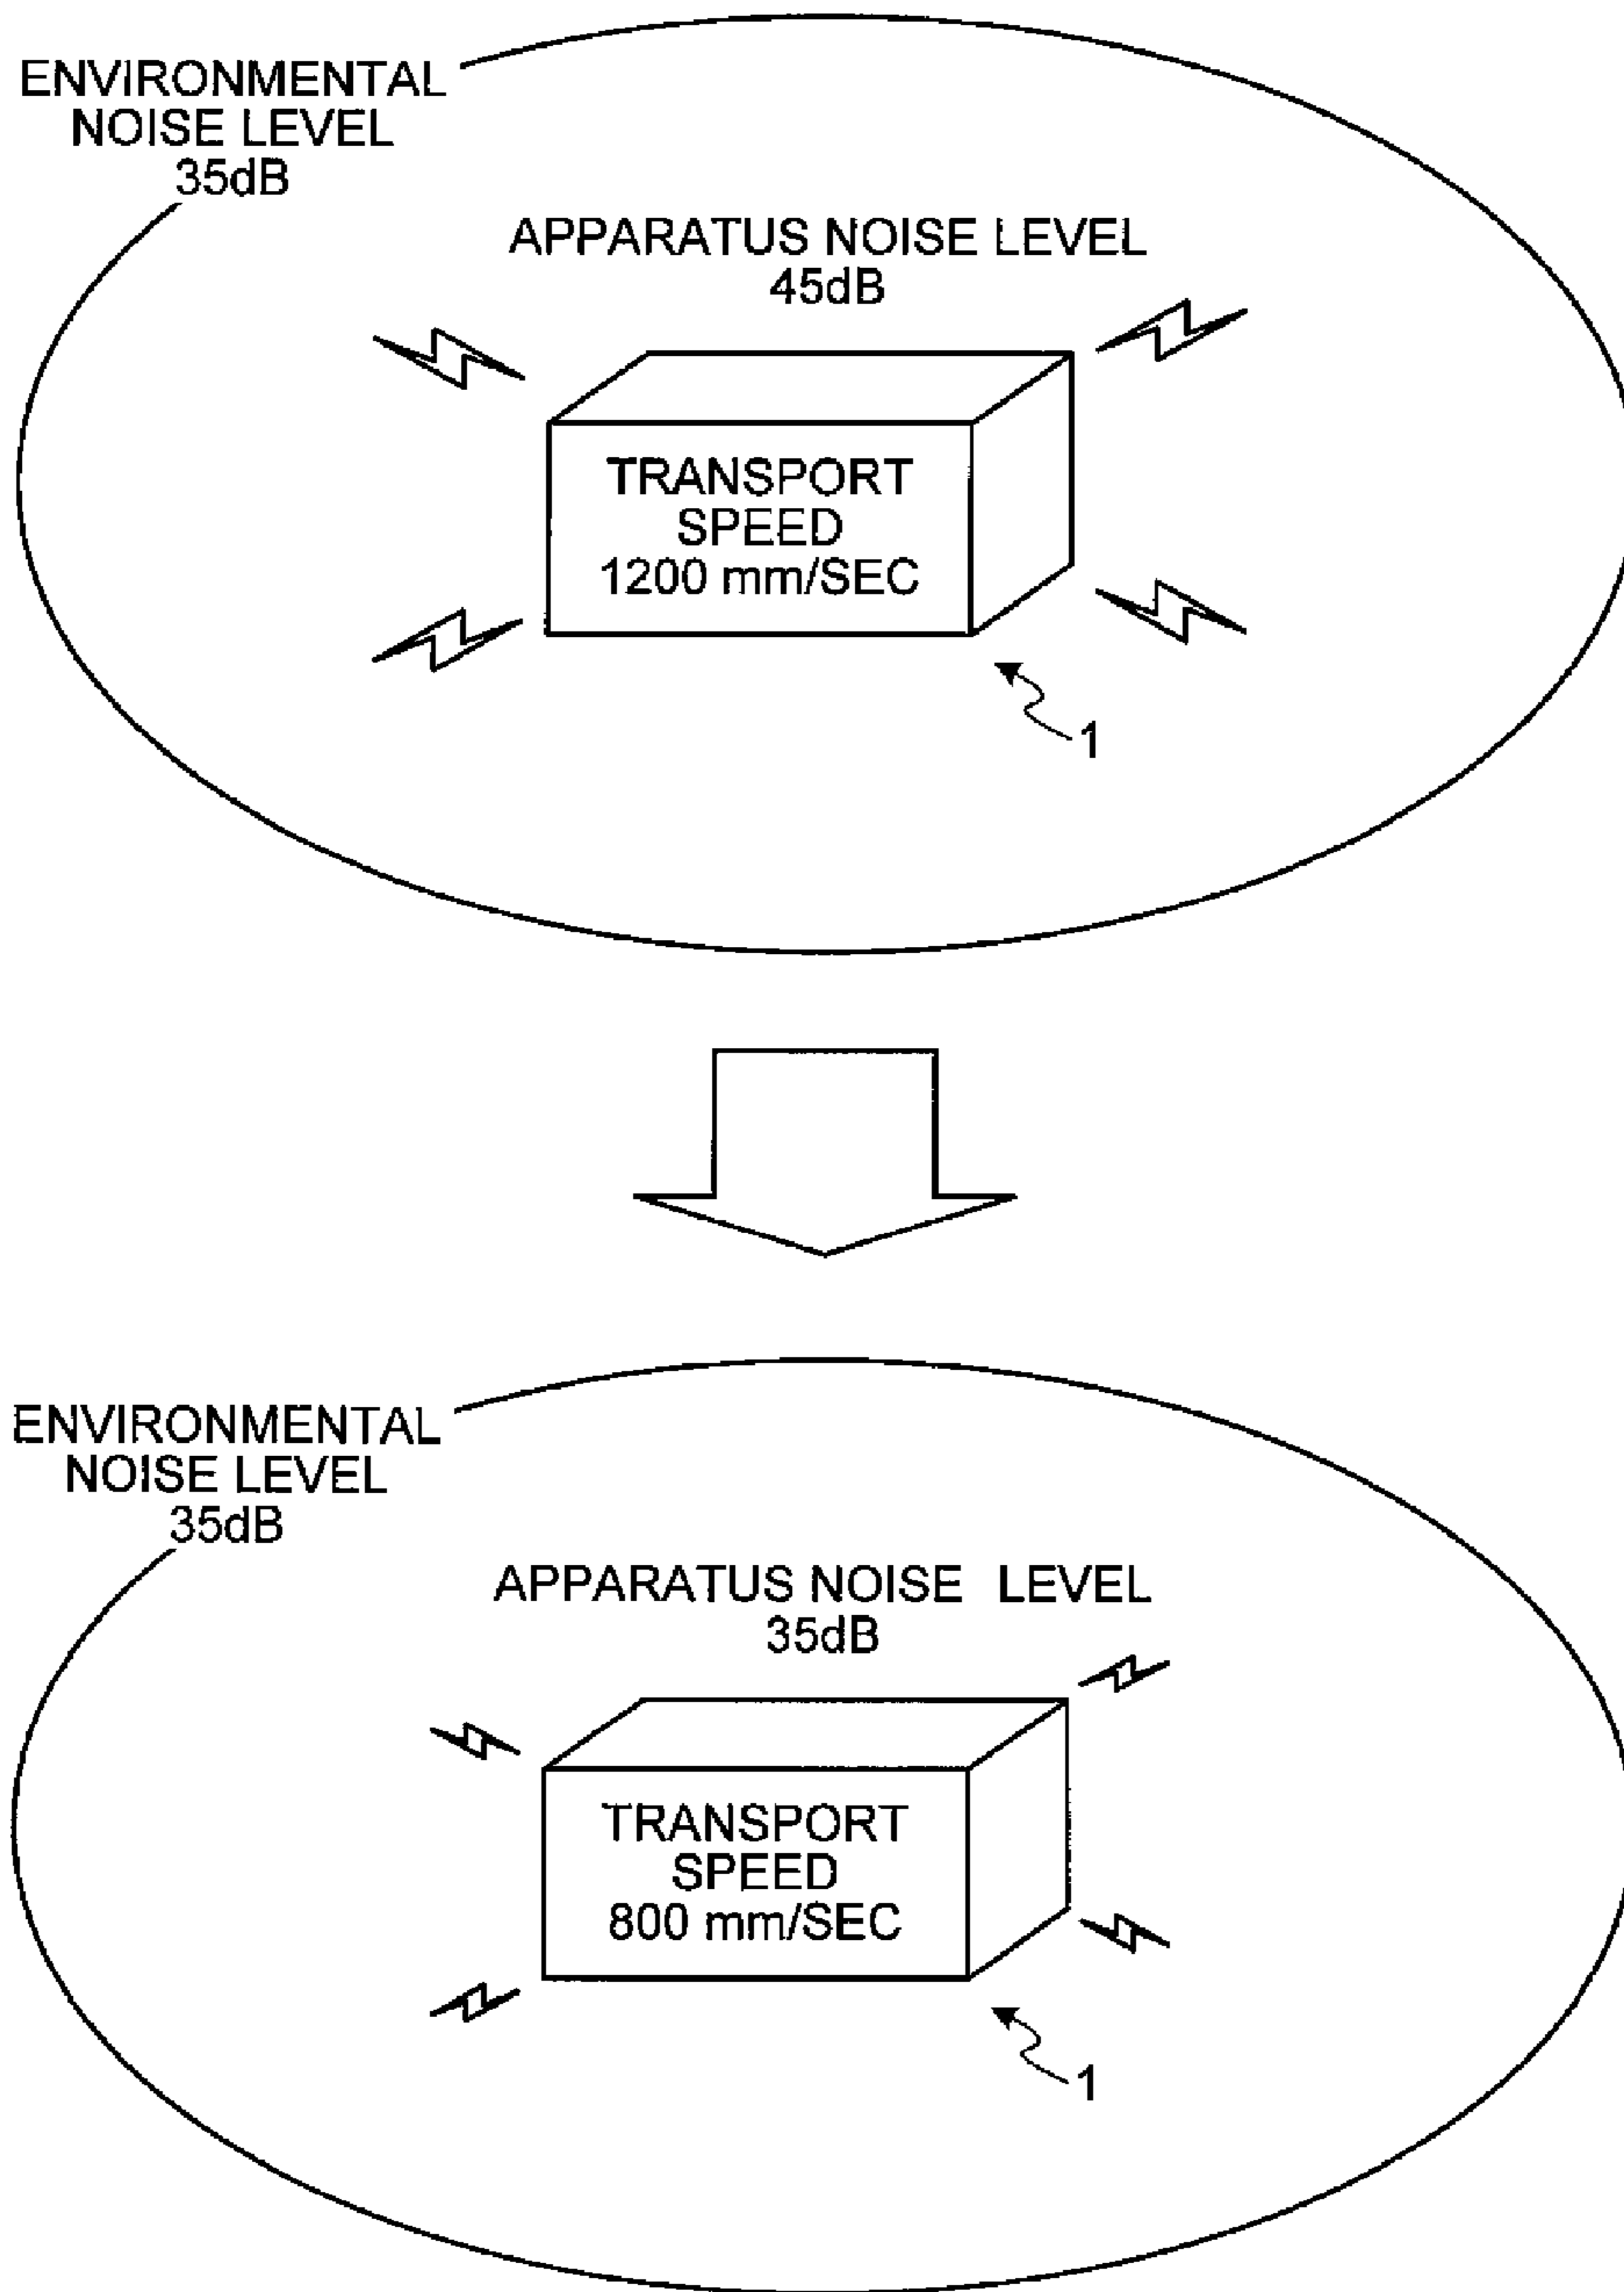 ENVIRONMENTAL
NOISE LEVEL
35dB
APPARATUS NOISE LEVEL
45dB
TRANSPORT
SPEED
1200 mm/SEC
1
ENVIRONMENTAL
NOISE LEVEL
35dB
APPARATUS NOISE LEVEL
35dB
TRANSPORT
SPEED
800 mm/SEC
1